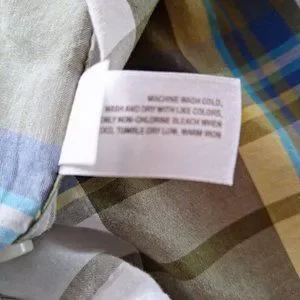 MACHINE WASH COLD,
WASH AND DRY WITH LIKE COLORS,
ONLY NON-CHLORINE BLEACH WHEN
TUMBLE DRY LOW, WARM IRON